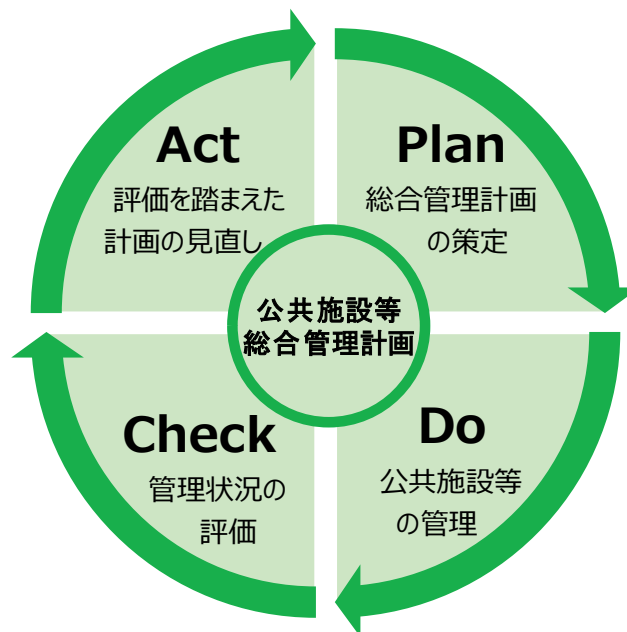 Act
評価を踏まえた
計画の見直し
Plan
総合管理計画
の策定
公共施設等
総合管理計画
Check
管理状況の
評価
Do
公共施設等
の管理